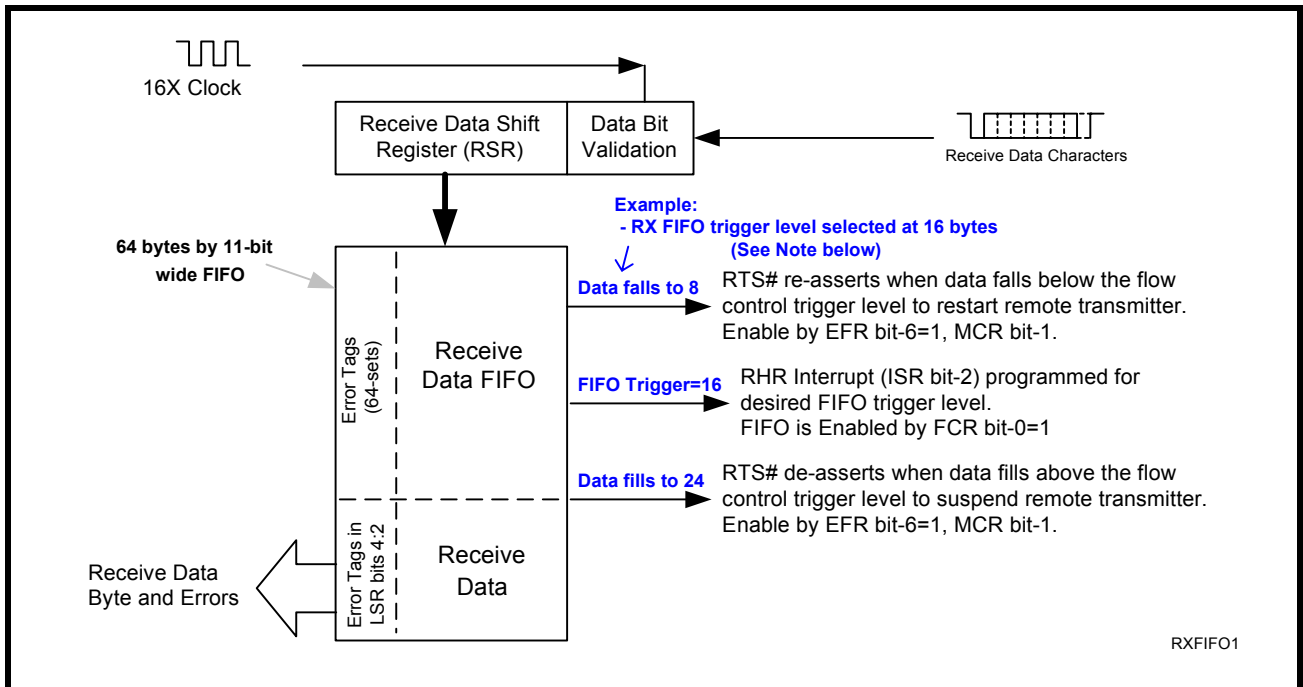 16X Clock
Receive Data Shift
Register (RSR)
Data Bit
Validation
Receive Data Characters
Example:
- RX FIFO trigger level selected at 16 bytes
(See Note below)
64 bytes by 11-bit
wide FIFO
Data falls to 8
RTS# re-asserts when data falls below the flow
control trigger level to restart remote transmitter.
Enable by EFR bit-6=1, MCR bit-1.
Error Tags
(64-sets)
Receive
Data FIFO
FIFO Trigger=16
RHR Interrupt (ISR bit-2) programmed for
desired FIFO trigger level.
FIFO is Enabled by FCR bit-0=1
Data fills to 24
RTS# de-asserts when data fills above the flow
control trigger level to suspend remote transmitter.
Enable by EFR bit-6=1, MCR bit-1.
Error Tags in
LSR bits 4:2
Receive
Data
Receive Data
Byte and Errors
RXFIFO1